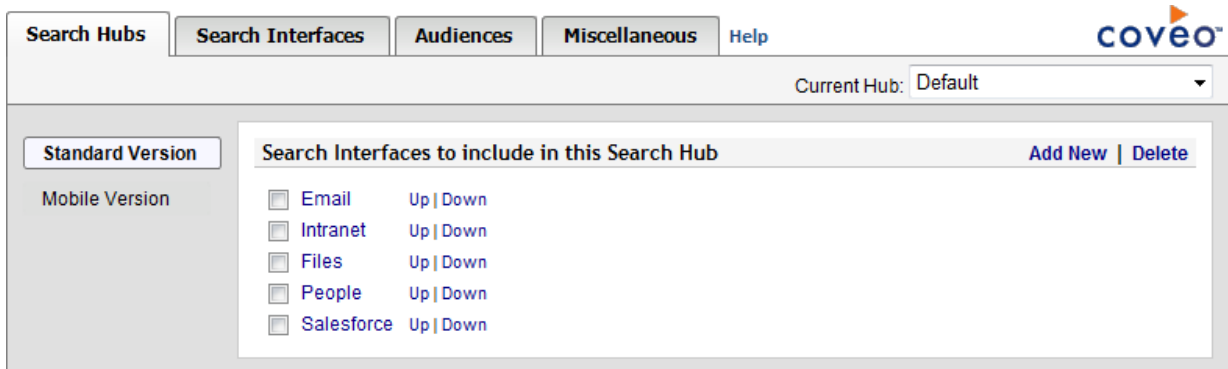 Search Hubs Search Interfaces Audiences Miscellaneous Help coveo™
Current Hub: Default
Standard Version
Mobile Version
Search Interfaces to include in this Search Hub Add New | Delete
Email Up | Down
Intranet Up | Down
Files Up | Down
People Up | Down
Salesforce Up | Down